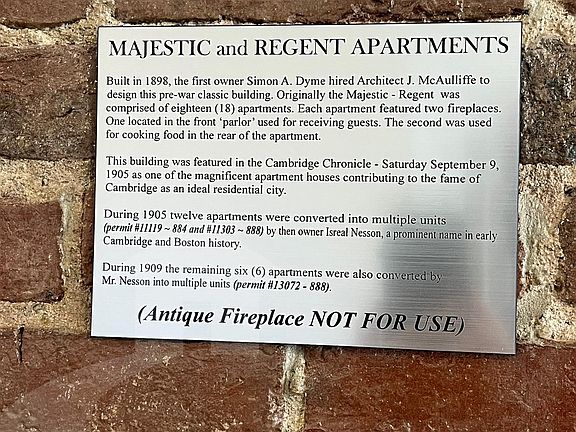 MAJESTIC and REGENT APARTMENTS
Built in 1898, the first owner Simon A. Dyme hired Architect J. McAulliffe to
design this pre-war classic building. Originally the Majestic - Regent was
comprised of eighteen (18) apartments. Each apartment featured two fireplaces.
One located in the front 'parlor' used for receiving guests. The second was used
for cooking food in the rear of the apartment.
This building was featured in the Cambridge Chronicle - Saturday September 9,
1905 as one of the magnificent apartment houses contributing to the fame of
Cambridge as an ideal residential city.
During 1905 twelve apartments were converted into multiple units
(permit #11119 ~ 884 and #11303 ~ 888) by then owner Isreal Nesson, a prominent name in early
Cambridge and Boston history.
During 1909 the remaining six (6) apartments were also converted by
Mr. Nesson into multiple units (permit #13072 - 888).
(Antique Fireplace NOT FOR USE)